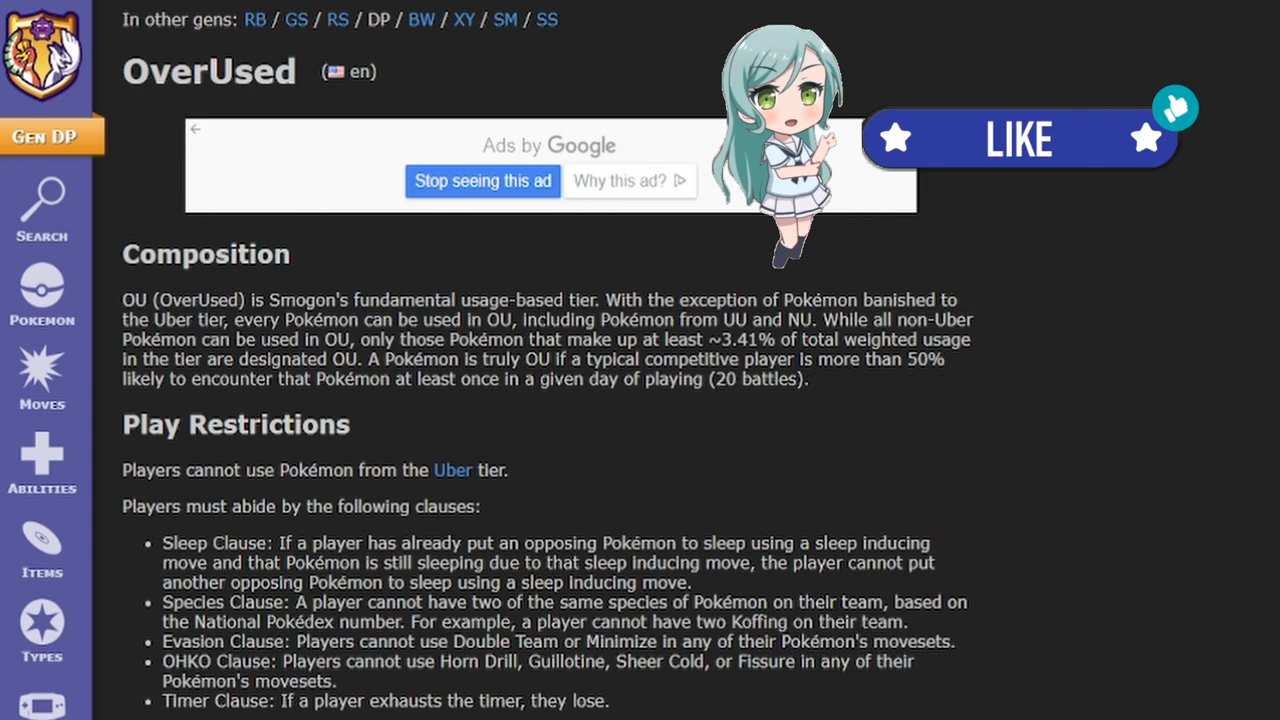 In other gens: RB / GS / RS / DP / BW / XY / SM / SS
OverUsed (en)
GEN DP
Ads by Google
Stop seeing this ad
Why this ad?
LIKE
SEARCH
POKEMON
MOVES
ABILITIES
ITEMS
TYPES
Composition
OU (OverUsed) is Smogon's fundamental usage-based tier. With the exception of Pokémon banished to
the Uber tier, every Pokémon can be used in OU, including Pokémon from UU and NU. While all non-Uber
Pokémon can be used in OU, only those Pokémon that make up at least ~3.41% of total weighted usage
in the tier are designated OU. A Pokémon is truly OU if a typical competitive player is more than 50%
likely to encounter that Pokémon at least once in a given day of playing (20 battles).
Play Restrictions
Players cannot use Pokémon from the Uber tier.
Players must abide by the following clauses:
• Sleep Clause: If a player has already put an opposing Pokémon to sleep using a sleep inducing
move and that Pokémon is still sleeping due to that sleep inducing move, the player cannot put
another opposing Pokémon to sleep using a sleep inducing move.
• Species Clause: A player cannot have two of the same species of Pokémon on their team, based on
the National Pokédex number. For example, a player cannot have two Koffing on their team.
• Evasion Clause: Players cannot use Double Team or Minimize in any of their Pokémon's movesets.
• OHKO Clause: Players cannot use Horn Drill, Guillotine, Sheer Cold, or Fissure in any of their
Pokémon's movesets.
• Timer Clause: If a player exhausts the timer, they lose.